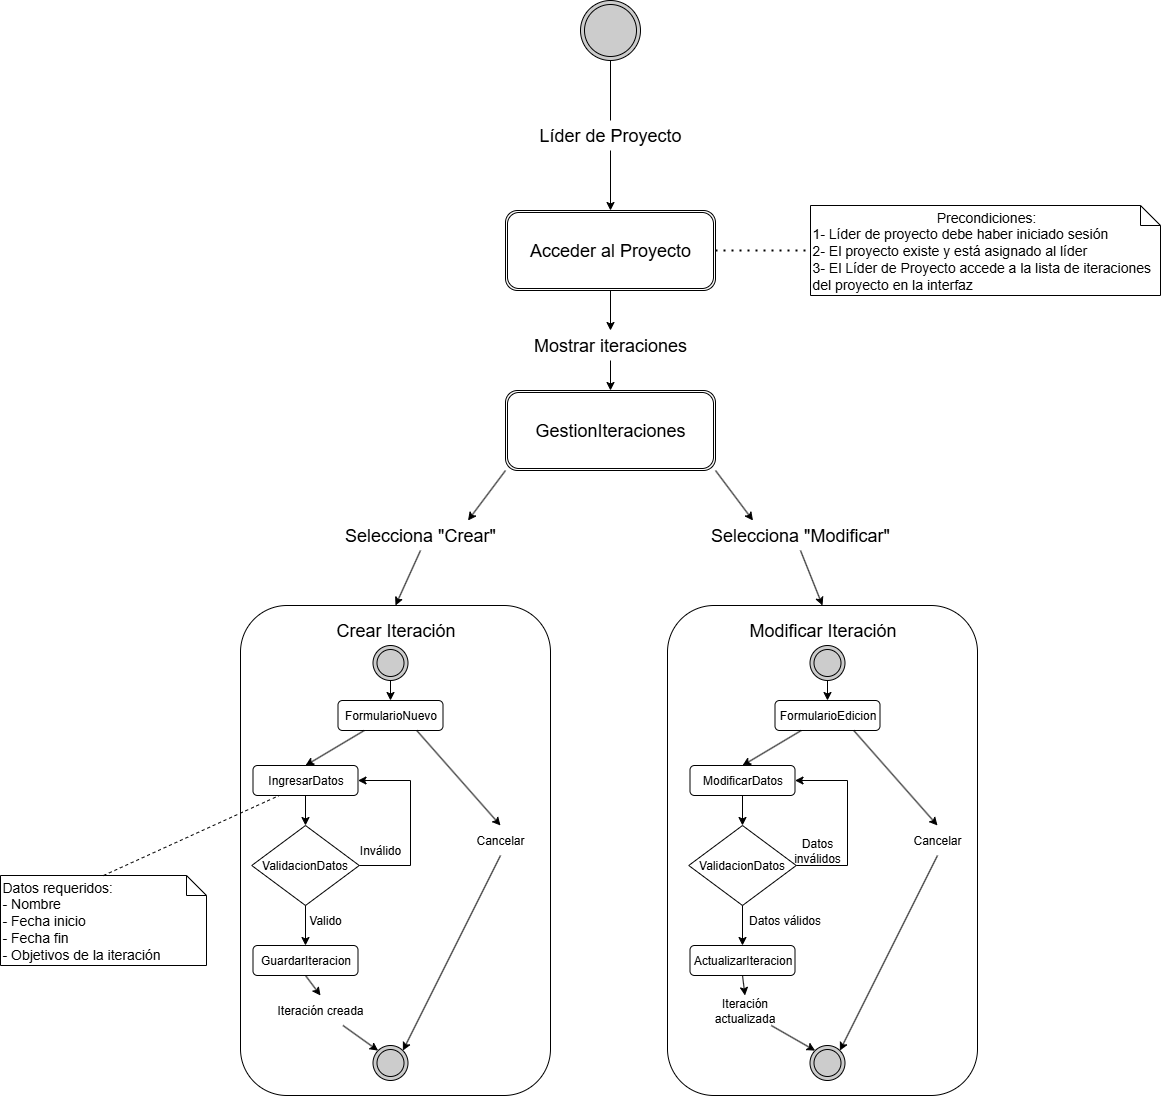 Líder de Proyecto
Acceder al Proyecto
Precondiciones:
1- Líder de proyecto debe haber iniciado sesión
2- El proyecto existe y está asignado al líder
3- El Líder de Proyecto accede a la lista de iteraciones
del proyecto en la interfaz
Mostrar iteraciones
GestionIteraciones
Selecciona "Crear"
Selecciona "Modificar"
Crear Iteración
FormularioNuevo
IngresarDatos
Inválido
Cancelar
ValidacionDatos
Datos requeridos:
- Nombre
- Fecha inicio
- Fecha fin
- Objetivos de la iteración
Valido
GuardarIteracion
Iteración creada
Modificar Iteración
FormularioEdicion
ModificarDatos
Datos
inválidos
Cancelar
ValidacionDatos
Datos válidos
ActualizarIteracion
Iteración
actualizada